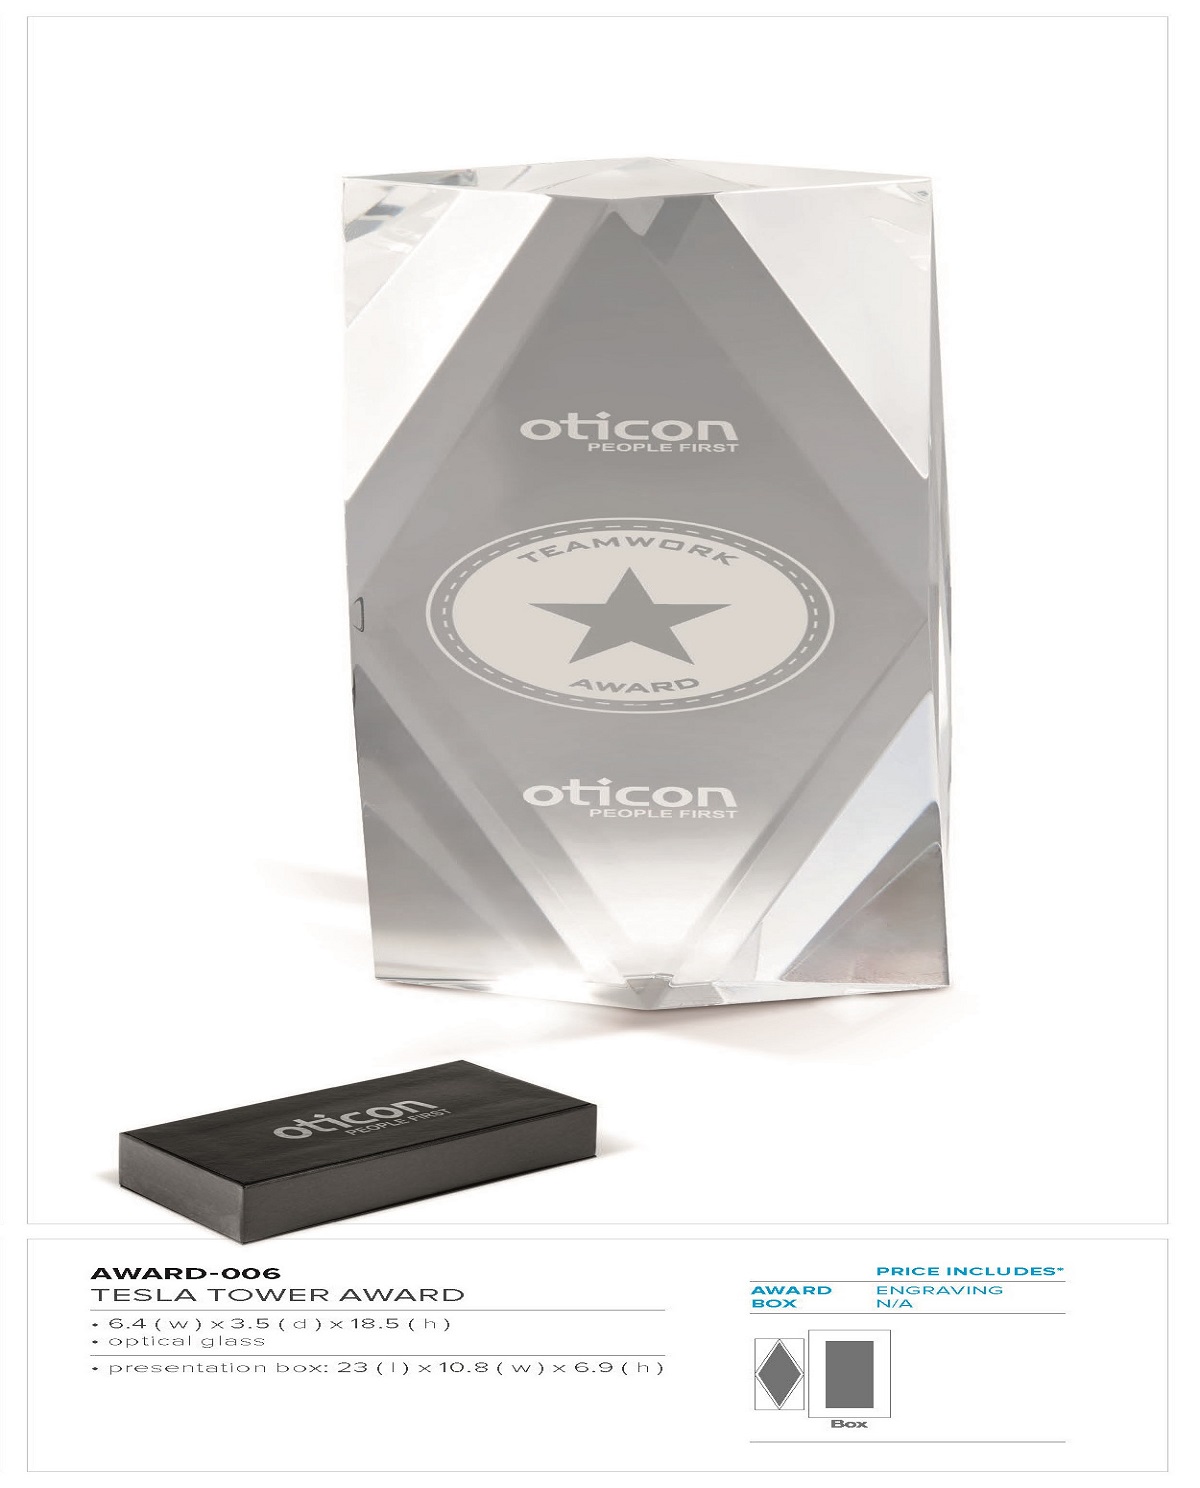 oticon
PEOPLE FIRST
TEAMWORK
AWARD
oticon
PEOPLE FIRST
oticon
PEOPLE FIRST
AWARD-006
TESLA TOWER AWARD
• 6.4 ( w ) x 3.5 ( d ) x 18.5 ( h )
• optical glass
• presentation box: 23 ( l ) x 10.8 ( w ) x 6.9 ( h )
PRICE INCLUDES*
AWARD ENGRAVING
BOX N/A
Box